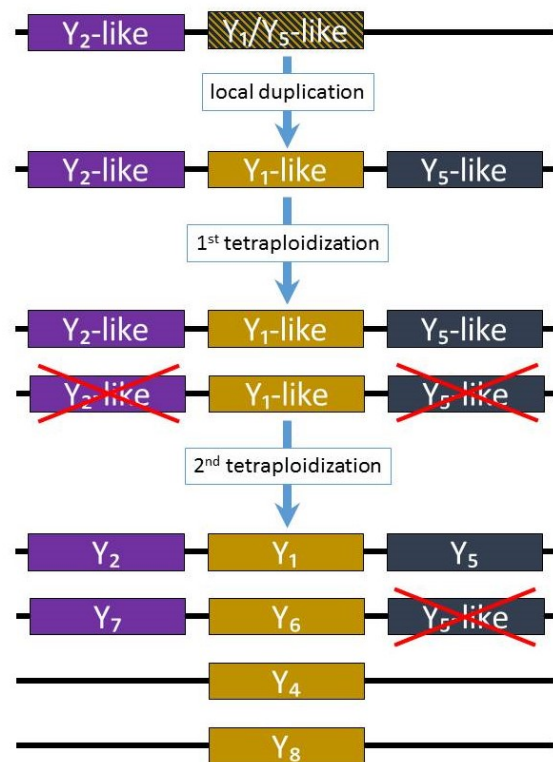 Y₂-like Y₁/Y₅-like
local duplication
Y₂-like Y₁-like Y₅-like
1st tetraploidization
Y₂-like Y₁-like Y₅-like
Y₂-like Y₁-like Y₅-like
2nd tetraploidization
Y₂ Y₁ Y₅
Y₇ Y₆ Y₅-like
Y₄
Y₈